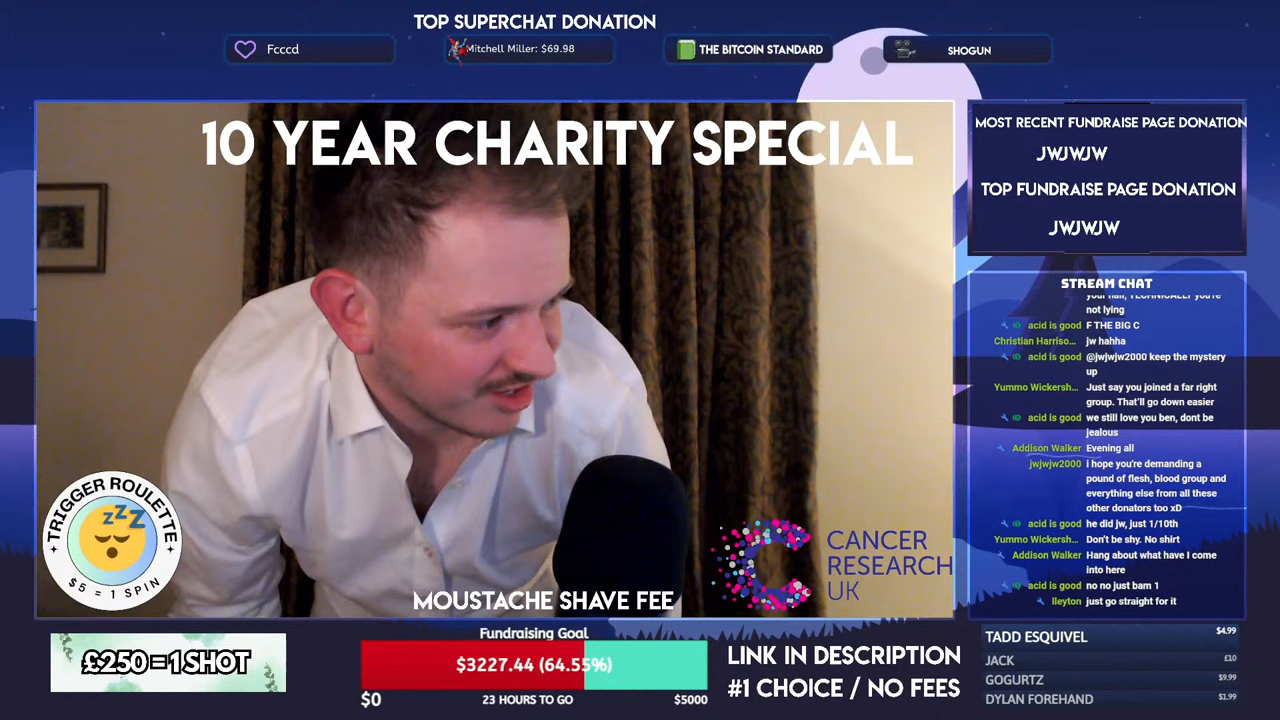 TOP SUPERCHAT DONATION
Fcccd
Mitchell Miller: $69.98
THE BITCOIN STANDARD
SHOGUN
10 YEAR CHARITY SPECIAL
MOST RECENT FUNDRAISE PAGE DONATION
JWJWJW
TOP FUNDRAISE PAGE DONATION
JWJWJW
STREAM CHAT
your hair, TECHNICALLY you're
not lying
acid is good F THE BIG C
Christian Harriso... jw hahha
acid is good @jwjwjw2000 keep the mystery
up
Yummo Wickersh... Just say you joined a far right
group. That'll go down easier
acid is good we still love you ben, dont be
jealous
Addison Walker Evening all
jwjwjw2000 I hope you're demanding a
pound of flesh, blood group and
everything else from all these
other donators too xD
acid is good he did jw, just 1/10th
Yummo Wickersh... Don't be shy. No shirt
Addison Walker Hang about what have I come
into here
acid is good no no just bam 1
lleyton just go straight for it
TRIGGER ROULETTE
ZZZ
$5 = 1 SPIN
CANCER
RESEARCH
UK
MOUSTACHE SHAVE FEE
£250 = 1 SHOT
Fundraising Goal
$3227.44 (64.55%)
$0
23 HOURS TO GO
$5000
LINK IN DESCRIPTION
#1 CHOICE / NO FEES
TADD ESQUIVEL $4.99
JACK £10
GOGURTZ $9.99
DYLAN FOREHAND $1.99